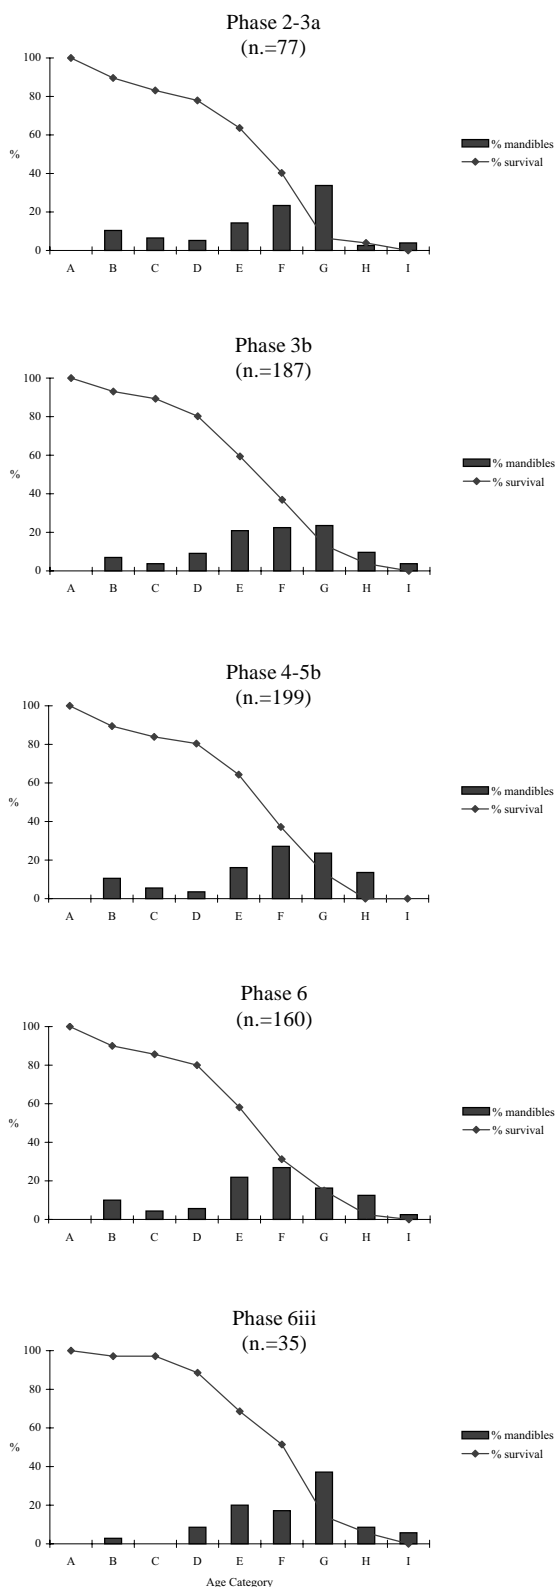 Phase 2-3a
(n.=77)
100
80
60
%
40
20
0
A B C D E F G H I
% mandibles
% survival
Phase 3b
(n.=187)
100
80
60
%
40
20
0
A B C D E F G H I
% mandibles
% survival
Phase 4-5b
(n.=199)
100
80
60
%
40
20
0
A B C D E F G H I
% mandibles
% survival
Phase 6
(n.=160)
100
80
60
%
40
20
0
A B C D E F G H I
% mandibles
% survival
Phase 6iii
(n.=35)
100
80
60
%
40
20
0
A B C D E F G H I
% mandibles
% survival
Age Category